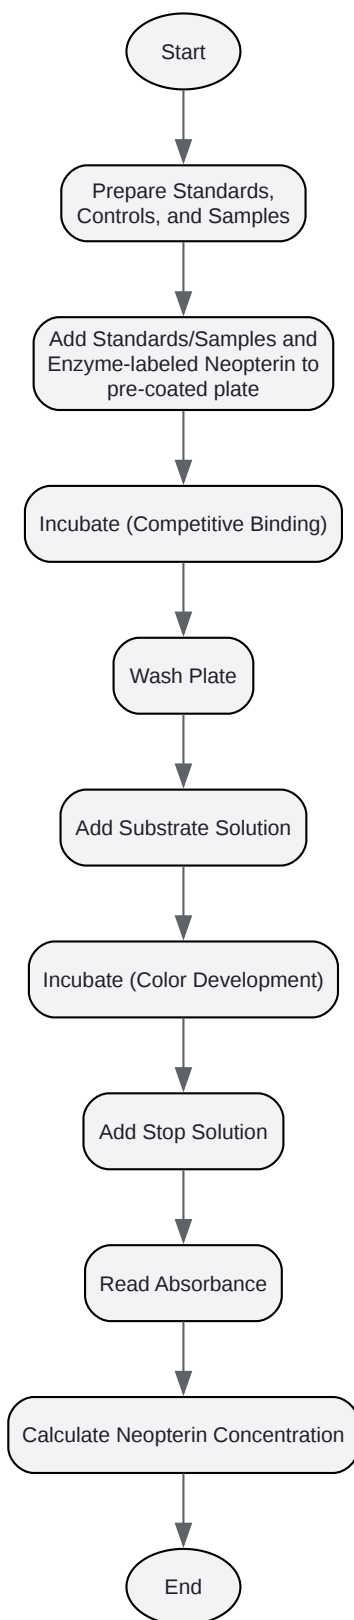 Start
Prepare Standards,
Controls, and Samples
Add Standards/Samples and
Enzyme-labeled Neopterin to
pre-coated plate
Incubate (Competitive Binding)
Wash Plate
Add Substrate Solution
Incubate (Color Development)
Add Stop Solution
Read Absorbance
Calculate Neopterin Concentration
End